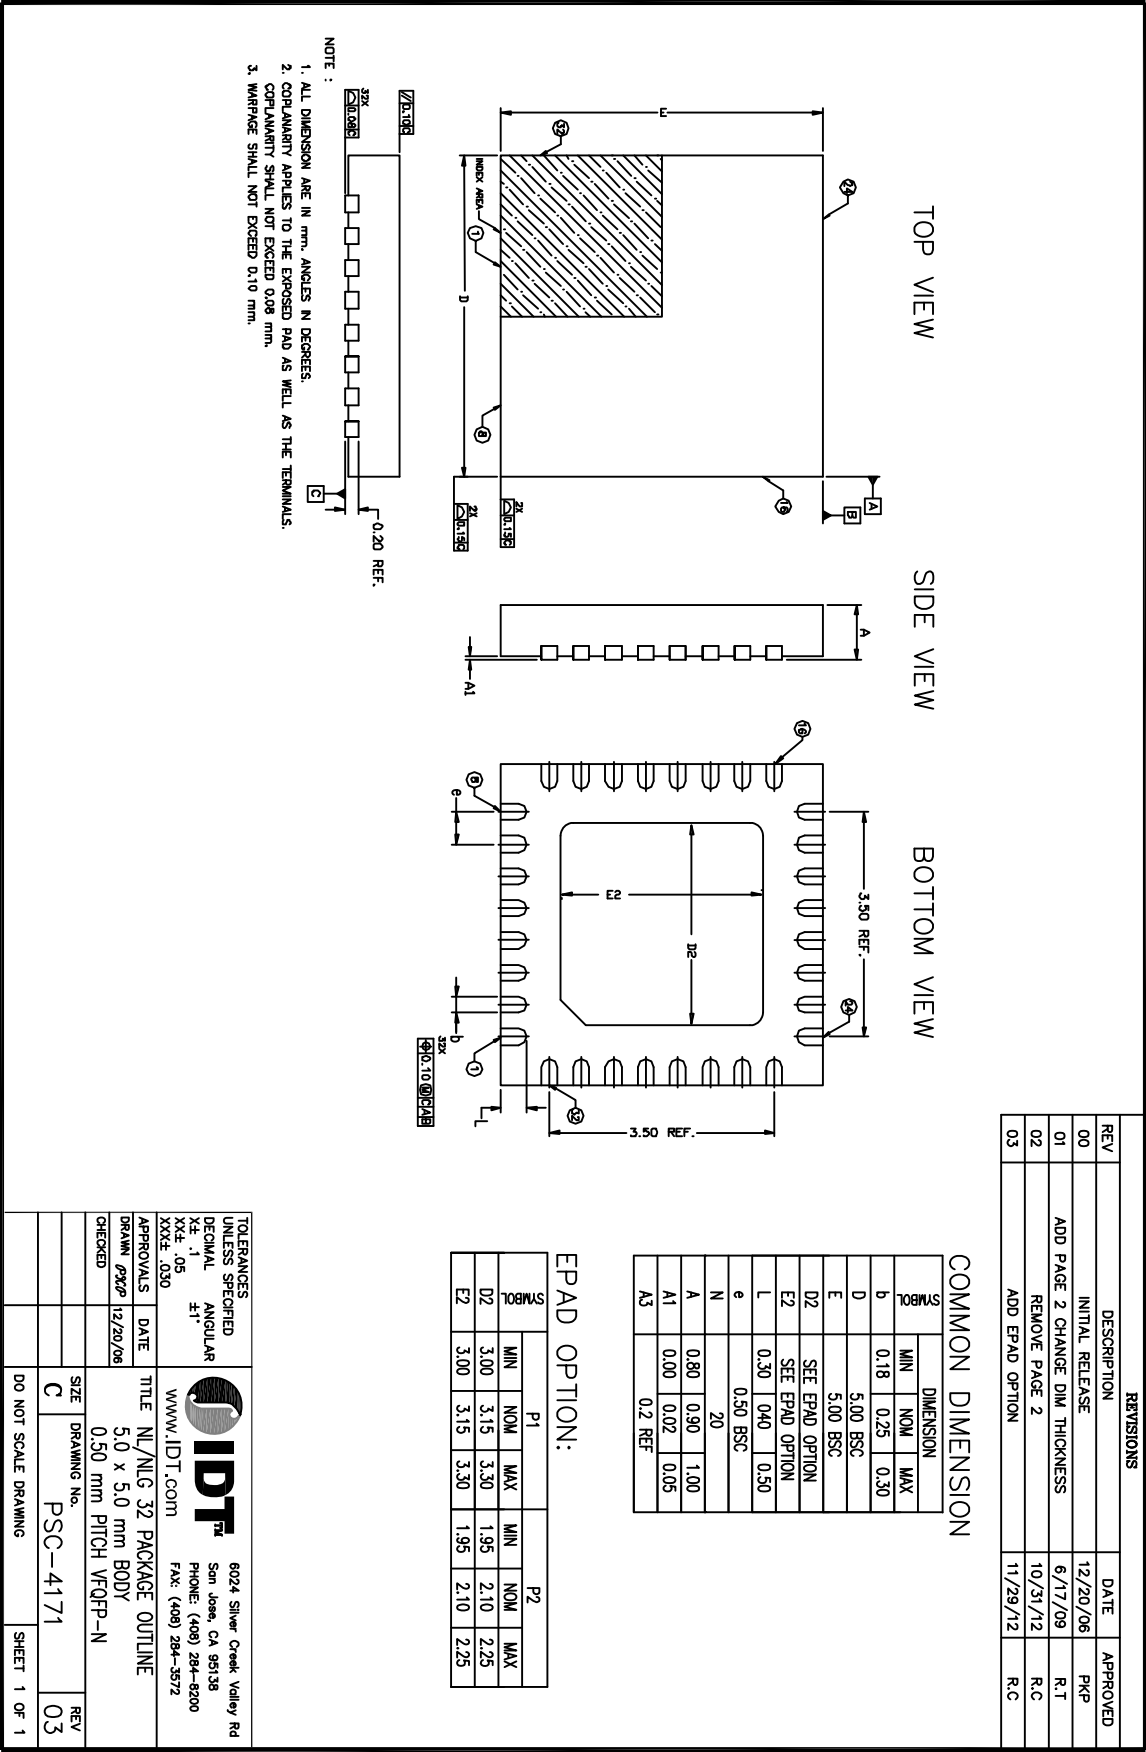 REVISIONS
REV DESCRIPTION DATE APPROVED
00 INITIAL RELEASE 12/20/06 PKP
01 ADD PAGE 2 CHANGE DIM THICKNESS 6/17/09 R.T
02 REMOVE PAGE 2 10/31/12 R.C
03 ADD EPAD OPTION 11/29/12 R.C
TOP VIEW
SIDE VIEW
BOTTOM VIEW
24
A
B
16
E
32
INDEX AREA
1
D
8
2X
0.15 C
2X
0.15 C
A
A1
16
8
e
3.50 REF.
24
E2
D2
b
1
32X
0.10 M C A B
L
32
3.50 REF.
// 0.10 C
32X
0.08 C
C
0.20 REF.
NOTE :
1. ALL DIMENSION ARE IN mm. ANGLES IN DEGREES.
2. COPLANARITY APPLIES TO THE EXPOSED PAD AS WELL AS THE TERMINALS.
COPLANARITY SHALL NOT EXCEED 0.08 mm.
3. WARPAGE SHALL NOT EXCEED 0.10 mm.
COMMON DIMENSION
SYMBOL DIMENSION
MIN NOM MAX
b 0.18 0.25 0.30
D 5.00 BSC
E 5.00 BSC
D2 SEE EPAD OPTION
E2 SEE EPAD OPTION
L 0.30 040 0.50
e 0.50 BSC
N 20
A 0.80 0.90 1.00
A1 0.00 0.02 0.05
A3 0.2 REF
EPAD OPTION:
SYMBOL P1 P2
MIN NOM MAX MIN NOM MAX
D2 3.00 3.15 3.30 1.95 2.10 2.25
E2 3.00 3.15 3.30 1.95 2.10 2.25
TOLERANCES
UNLESS SPECIFIED
DECIMAL ANGULAR
X± .1 ±1°
XX± .05
XXX± .030
APPROVALS DATE
DRAWN PKP 12/20/06
CHECKED
IDT TM
www.IDT.com
6024 Silver Creek Valley Rd
San Jose, CA 95138
PHONE: (408) 284-8200
FAX: (408) 284-3572
TITLE NL/NLG 32 PACKAGE OUTLINE
5.0 x 5.0 mm BODY
0.50 mm PITCH VFQFP-N
SIZE DRAWING No. REV
C PSC-4171 03
DO NOT SCALE DRAWING SHEET 1 OF 1